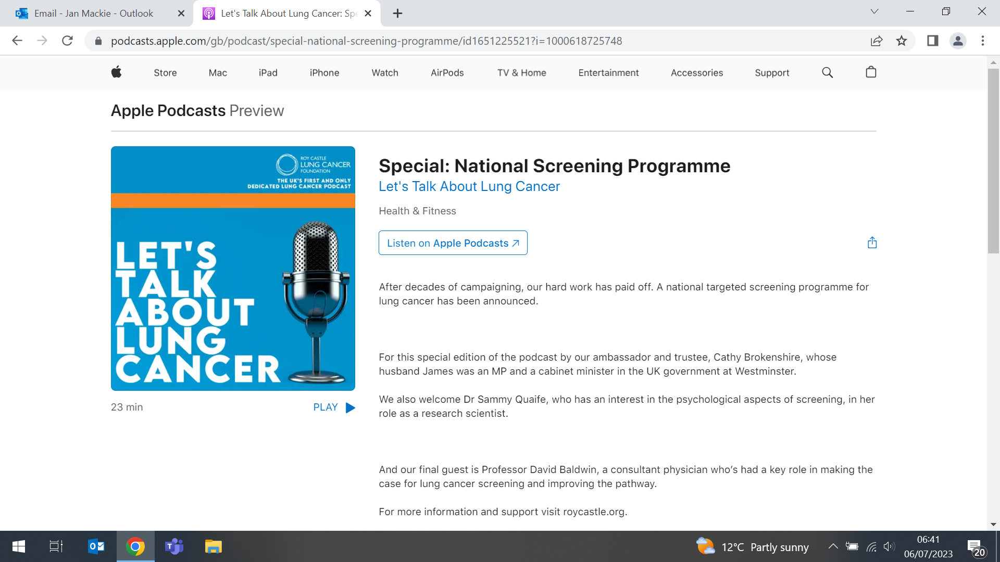 Email - Jan Mackie - Outlook
Let's Talk About Lung Cancer: Spe
podcasts.apple.com/gb/podcast/special-national-screening-programme/id1651225521?i=1000618725748
Store Mac iPad iPhone Watch AirPods TV & Home Entertainment Accessories Support
Apple Podcasts Preview
ROY CASTLE
LUNG CANCER
FOUNDATION
THE UK'S FIRST AND ONLY
DEDICATED LUNG CANCER PODCAST
LET'S
TALK
ABOUT
LUNG
CANCER
23 min
PLAY
Special: National Screening Programme
Let's Talk About Lung Cancer
Health & Fitness
Listen on Apple Podcasts ↗
After decades of campaigning, our hard work has paid off. A national targeted screening programme for
lung cancer has been announced.
For this special edition of the podcast by our ambassador and trustee, Cathy Brokenshire, whose
husband James was an MP and a cabinet minister in the UK government at Westminster.
We also welcome Dr Sammy Quaife, who has an interest in the psychological aspects of screening, in her
role as a research scientist.
And our final guest is Professor David Baldwin, a consultant physician who’s had a key role in making the
case for lung cancer screening and improving the pathway.
For more information and support visit roycastle.org.
12°C Partly sunny
06:41
06/07/2023
20